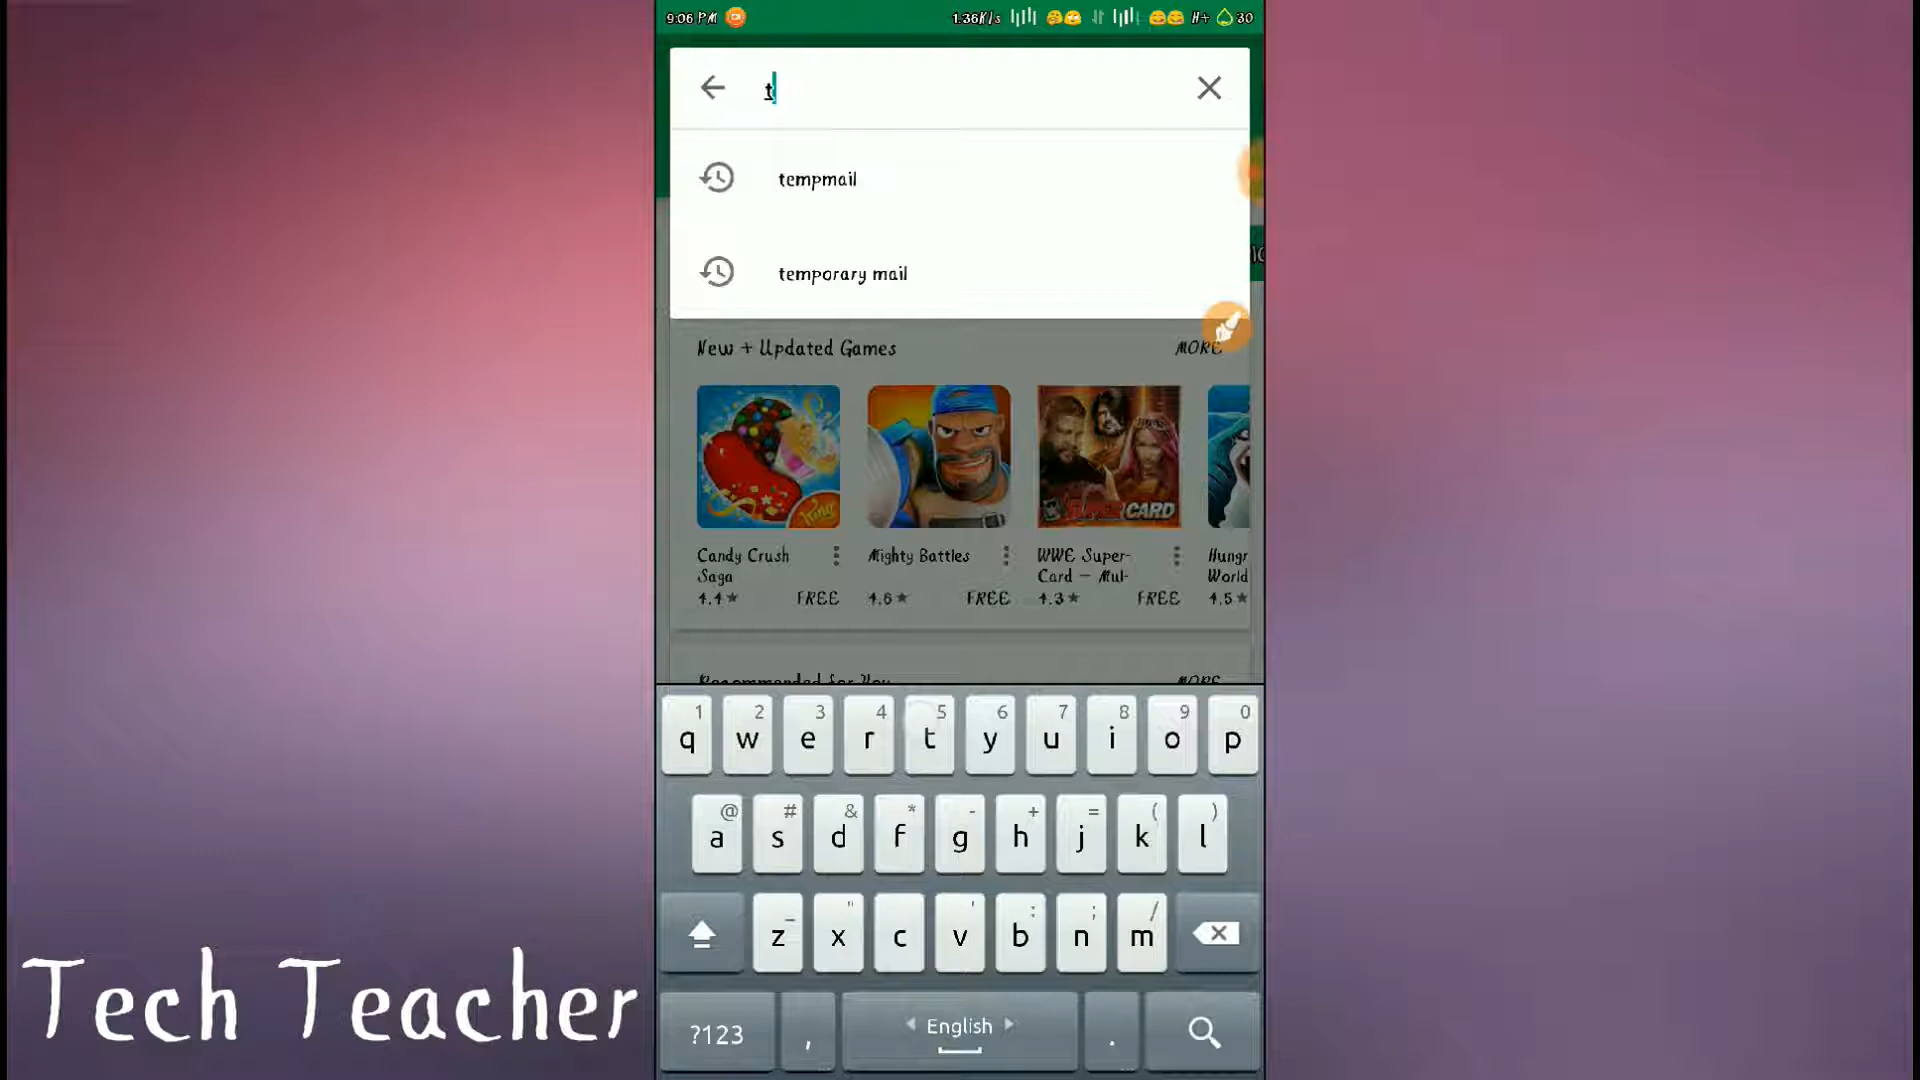 9:06 PM 1.36K/s H+ 30
t
tempmail
temporary mail
New + Updated Games MORE
CARD
Candy Crush Saga
4.4★ FREE
Mighty Battles
4.6★ FREE
WWE Super-
Card – Mul-
4.3★ FREE
Hungr
World
4.5★
Recommended for You MORE
1 2 3 4 5 6 7 8 9 0
q w e r t y u i o p
@ # & * - + = ( )
a s d f g h j k l
_ " ' : ; /
z x c v b n m
?123 , English .
Tech Teacher